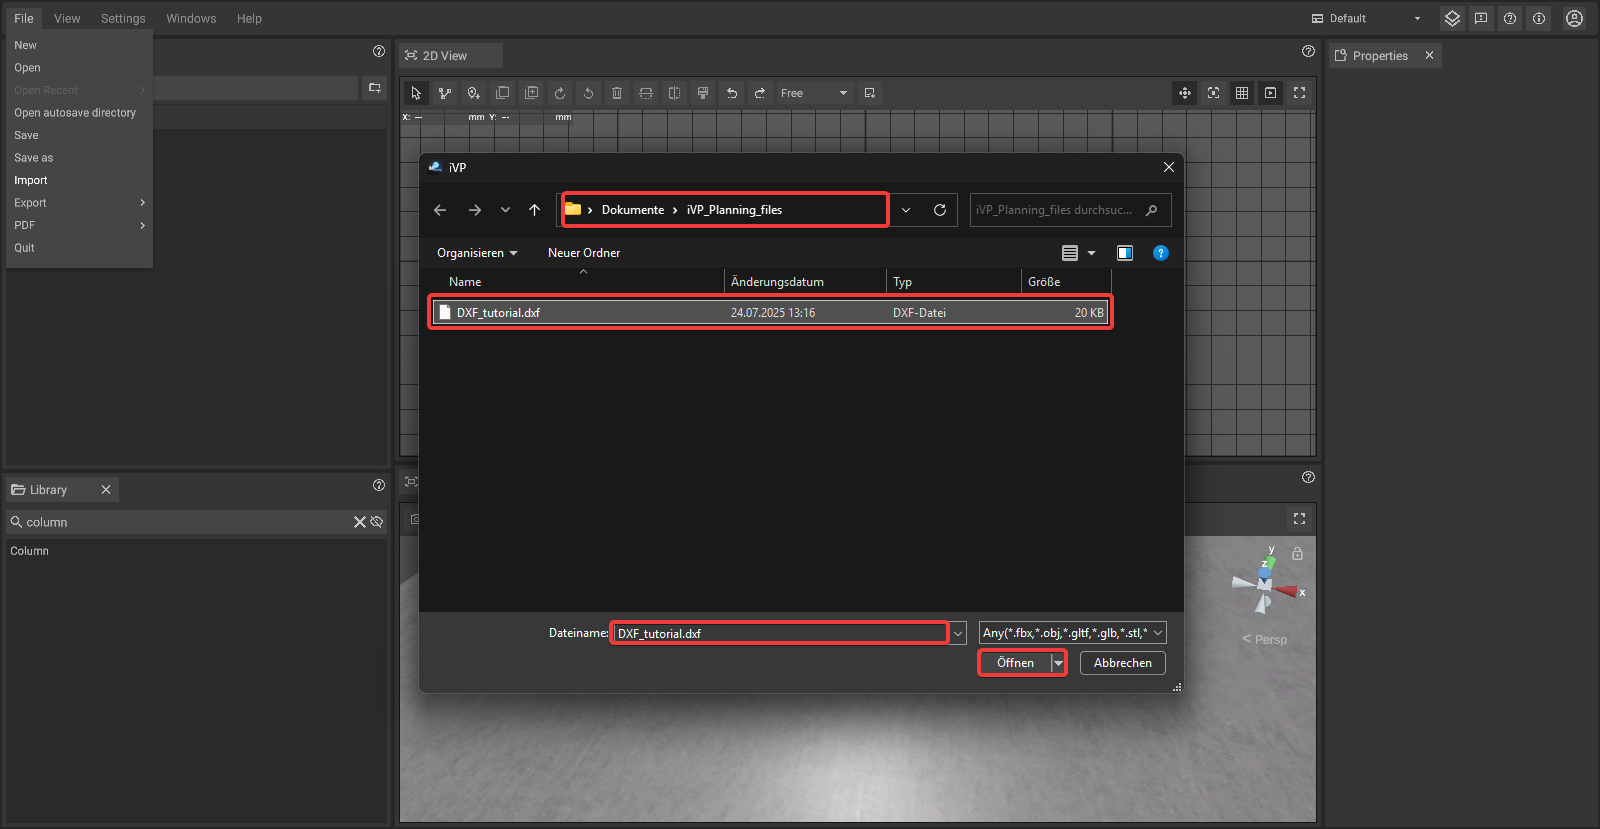 File View Settings Windows Help
Default
New
Open
Open Recent
Open autosave directory
Save
Save as
Import
Export
PDF
Quit
2D View
Free
X: -- mm Y: -- mm
Properties
iVP
Dokumente > iVP_Planning_files
iVP_Planning_files durchsuc...
Organisieren Neuer Ordner
Name Änderungsdatum Typ Größe
DXF_tutorial.dxf 24.07.2025 13:16 DXF-Datei 20 KB
Dateiname: DXF_tutorial.dxf Any(*.fbx,*.obj,*.gltf,*.glb,*.stl,*
Öffnen Abbrechen
Library
column
Column
y
z
x
< Persp